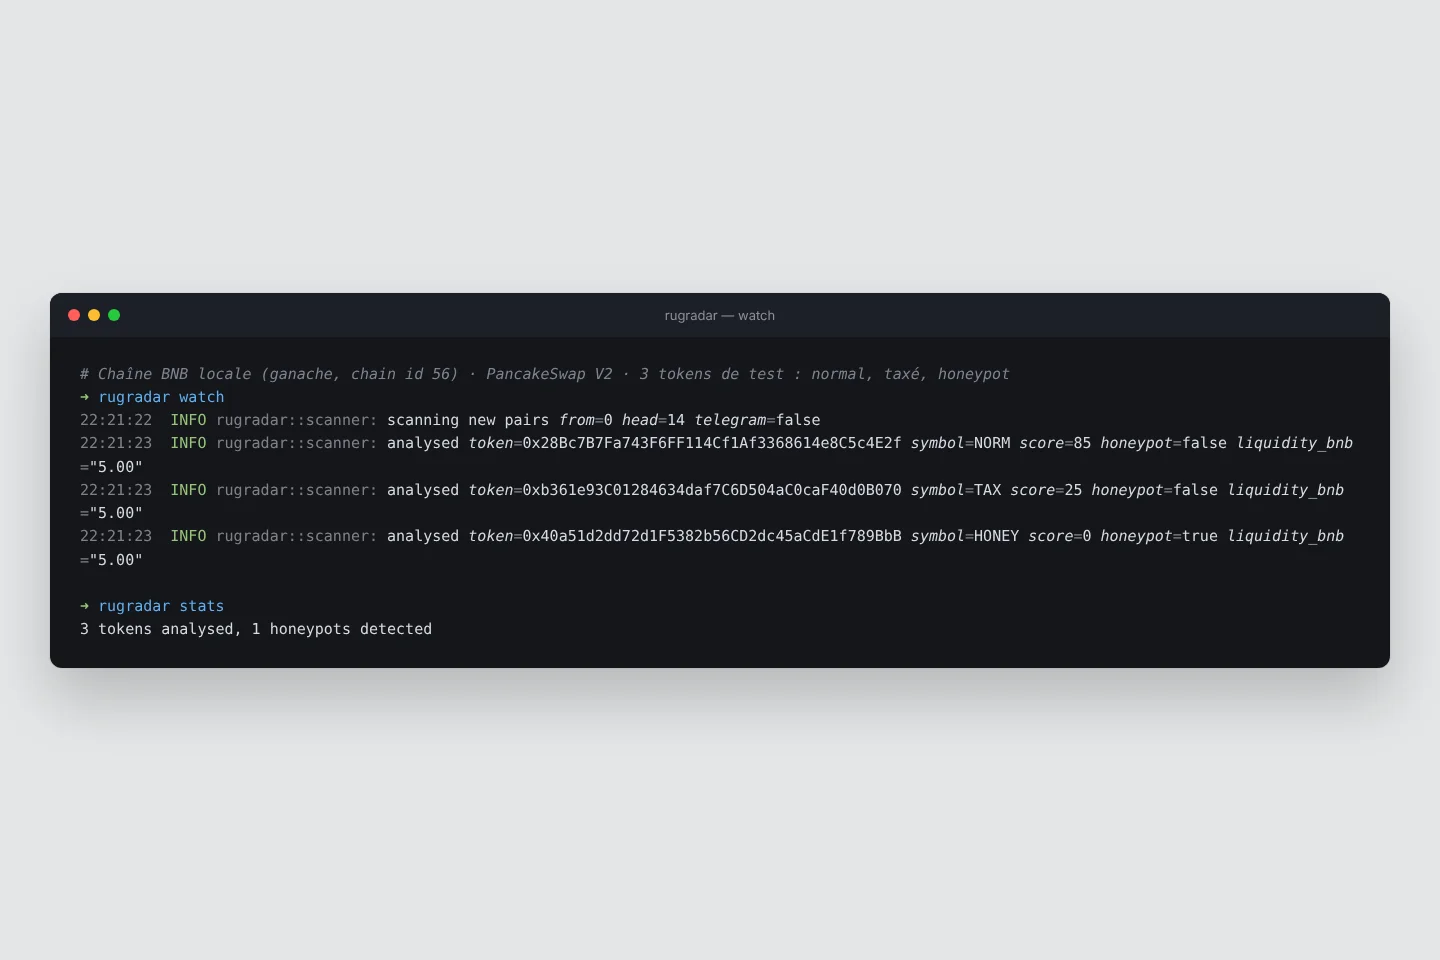 rugradar — watch
# Chaîne BNB locale (ganache, chain id 56) · PancakeSwap V2 · 3 tokens de test : normal, taxé, honeypot
➜ rugradar watch
22:21:22  INFO rugradar::scanner: scanning new pairs from=0 head=14 telegram=false
22:21:23  INFO rugradar::scanner: analysed token=0x28Bc7B7Fa743F6FF114Cf1Af3368614e8C5c4E2f symbol=NORM score=85 honeypot=false liquidity_bnb
="5.00"
22:21:23  INFO rugradar::scanner: analysed token=0xb361e93C01284634daf7C6D504aC0caF40d0B070 symbol=TAX score=25 honeypot=false liquidity_bnb
="5.00"
22:21:23  INFO rugradar::scanner: analysed token=0x40a51d2dd72d1F5382b56CD2dc45aCdE1f789BbB symbol=HONEY score=0 honeypot=true liquidity_bnb
="5.00"
➜ rugradar stats
3 tokens analysed, 1 honeypots detected